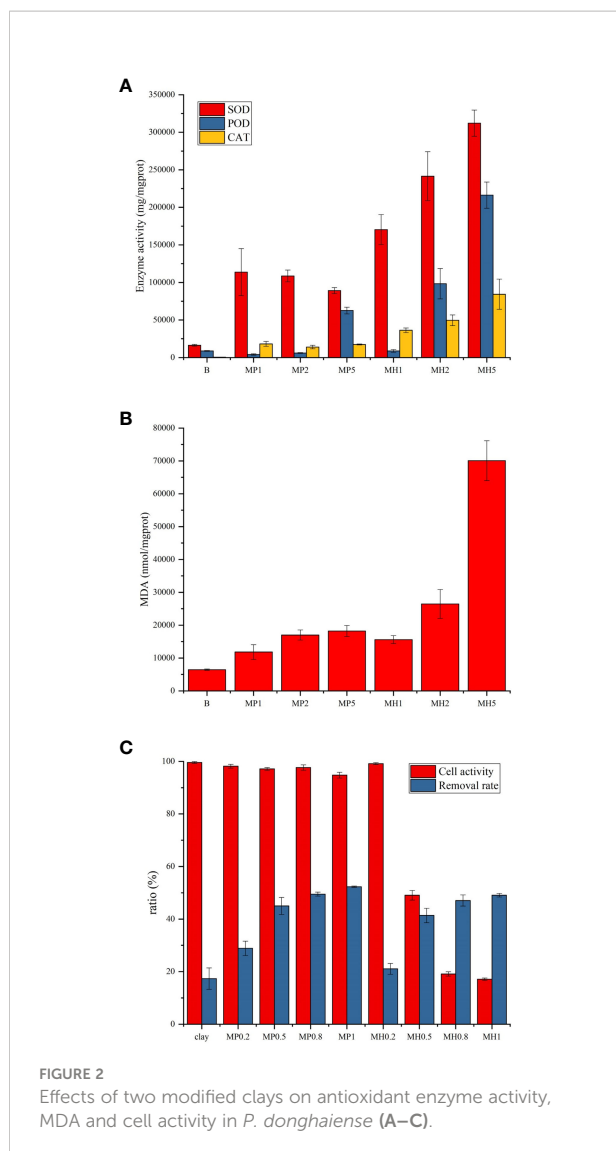 A
350000
300000
250000
200000
150000
100000
50000
0
Enzyme activity (mg/mgprot)
SOD
POD
CAT
B MP1 MP2 MP5 MH1 MH2 MH5
B
80000
70000
60000
50000
40000
30000
20000
10000
0
MDA (nmol/mgprot)
B MP1 MP2 MP5 MH1 MH2 MH5
C
100
80
60
40
20
0
ratio (%)
Cell activity
Removal rate
clay MP0.2 MP0.5 MP0.8 MP1 MH0.2 MH0.5 MH0.8 MH1
FIGURE 2
Effects of two modified clays on antioxidant enzyme activity,
MDA and cell activity in P. donghaiense (A–C).